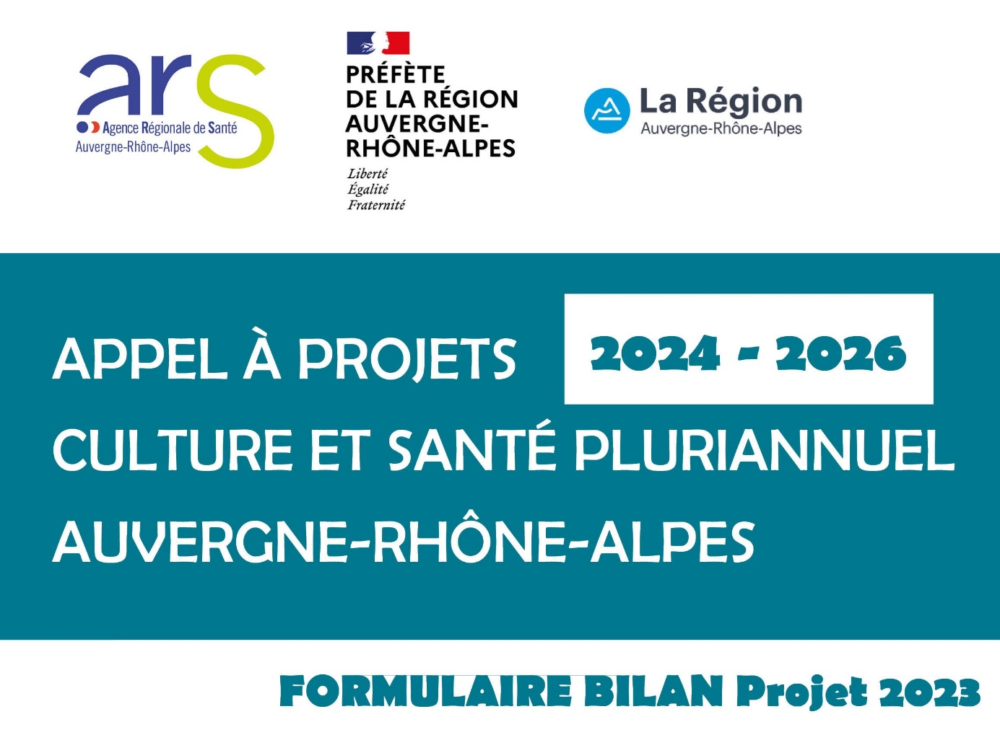 ars
Agence Régionale de Santé
Auvergne-Rhône-Alpes
PRÉFÈTE
DE LA RÉGION
AUVERGNE-
RHÔNE-ALPES
Liberté
Égalité
Fraternité
La Région
Auvergne-Rhône-Alpes
APPEL À PROJETS 2024 - 2026
CULTURE ET SANTÉ PLURIANNUEL
AUVERGNE-RHÔNE-ALPES
FORMULAIRE BILAN Projet 2023